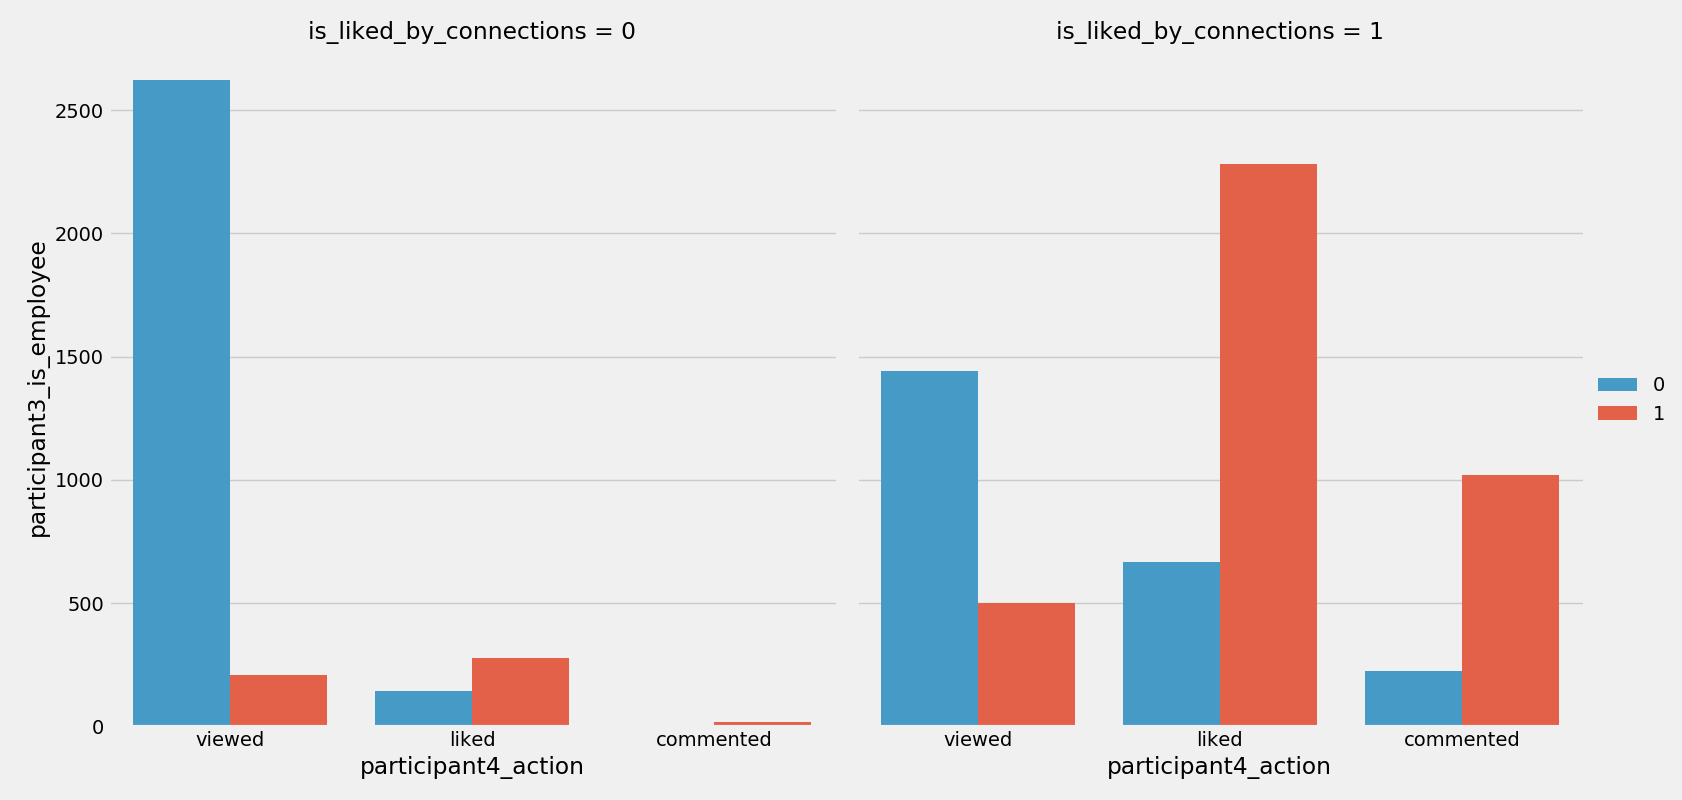 is_liked_by_connections = 0
is_liked_by_connections = 1
participant3_is_employee
2500
2000
1500
1000
500
0
viewed
liked
commented
viewed
liked
commented
participant4_action
participant4_action
0
1